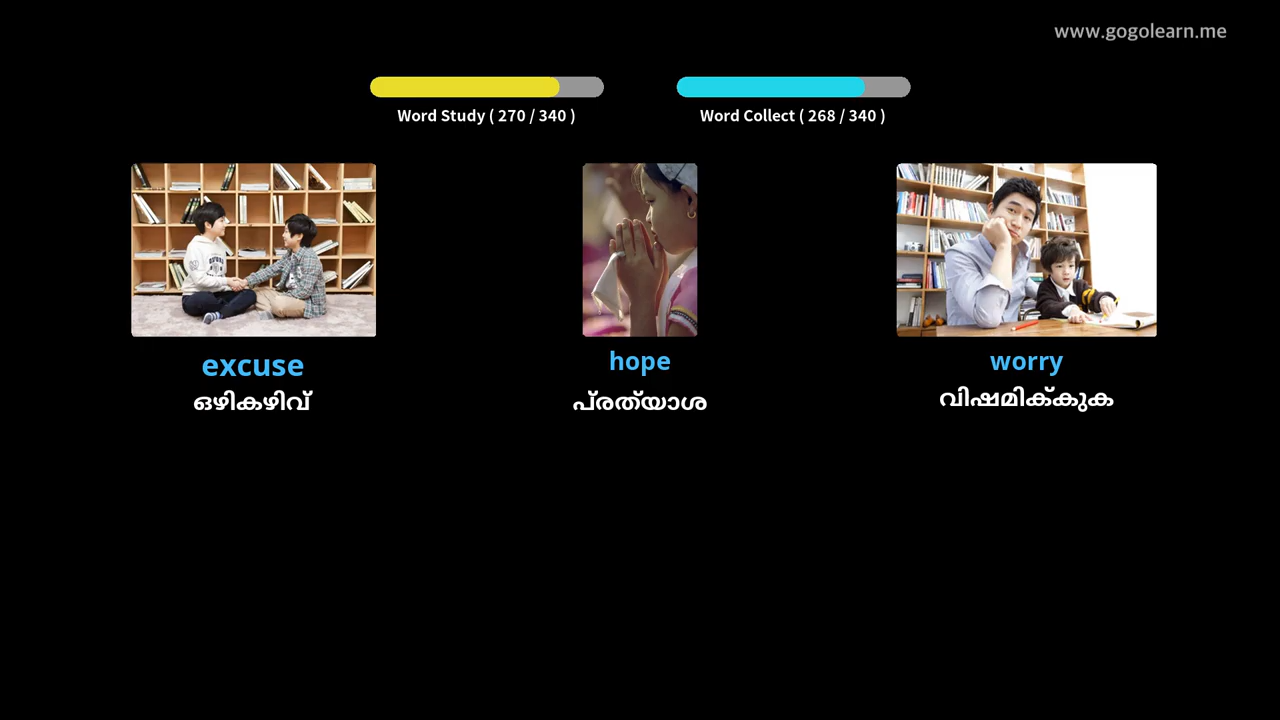 www.gogolearn.me
Word Study ( 270 / 340 )
Word Collect ( 268 / 340 )
excuse
ഒഴികഴിവ്
hope
പ്രത്യാശ
worry
വിഷമിക്കുക